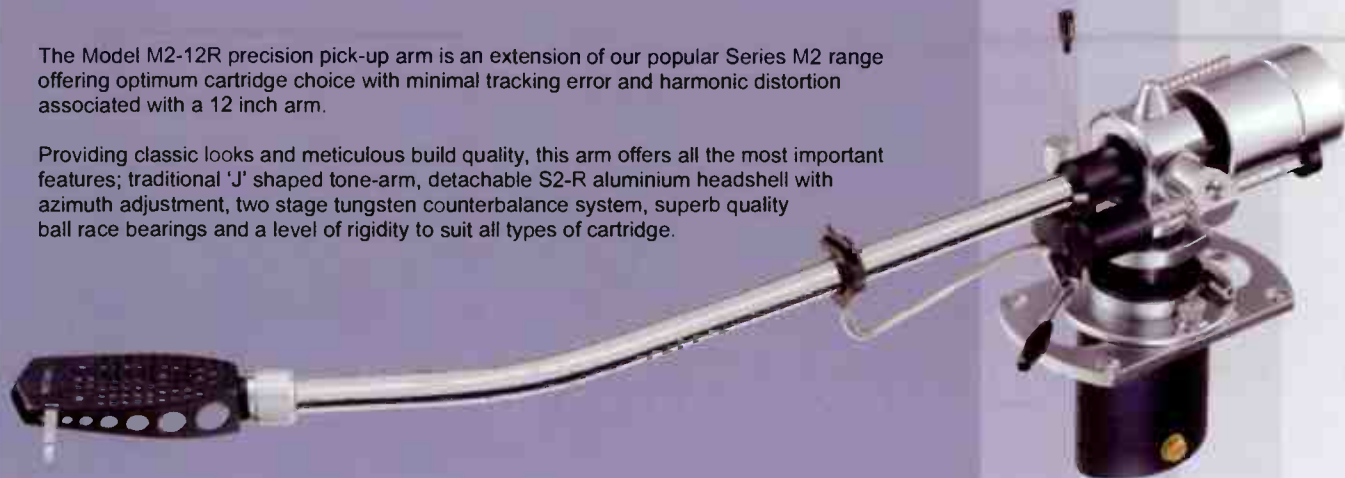 The Model M2-12R precision pick-up arm is an extension of our popular Series M2 range
offering optimum cartridge choice with minimal tracking error and harmonic distortion
associated with a 12 inch arm.
Providing classic looks and meticulous build quality, this arm offers all the most important
features; traditional 'J' shaped tone-arm, detachable S2-R aluminium headshell with
azimuth adjustment, two stage tungsten counterbalance system, superb quality
ball race bearings and a level of rigidity to suit all types of cartridge.